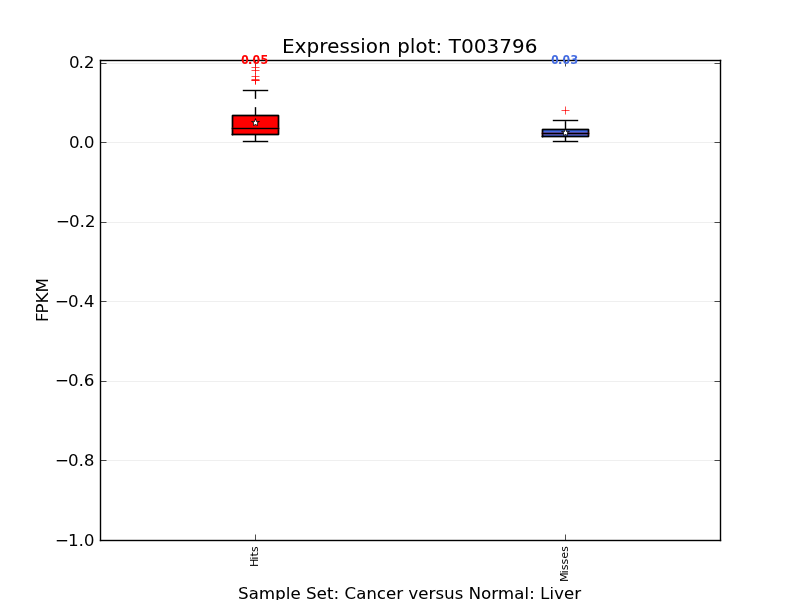 Expression plot: T003796
0.05
0.03
0.2
0.0
−0.2
−0.4
−0.6
−0.8
−1.0
FPKM
Hits
Misses
Sample Set: Cancer versus Normal: Liver